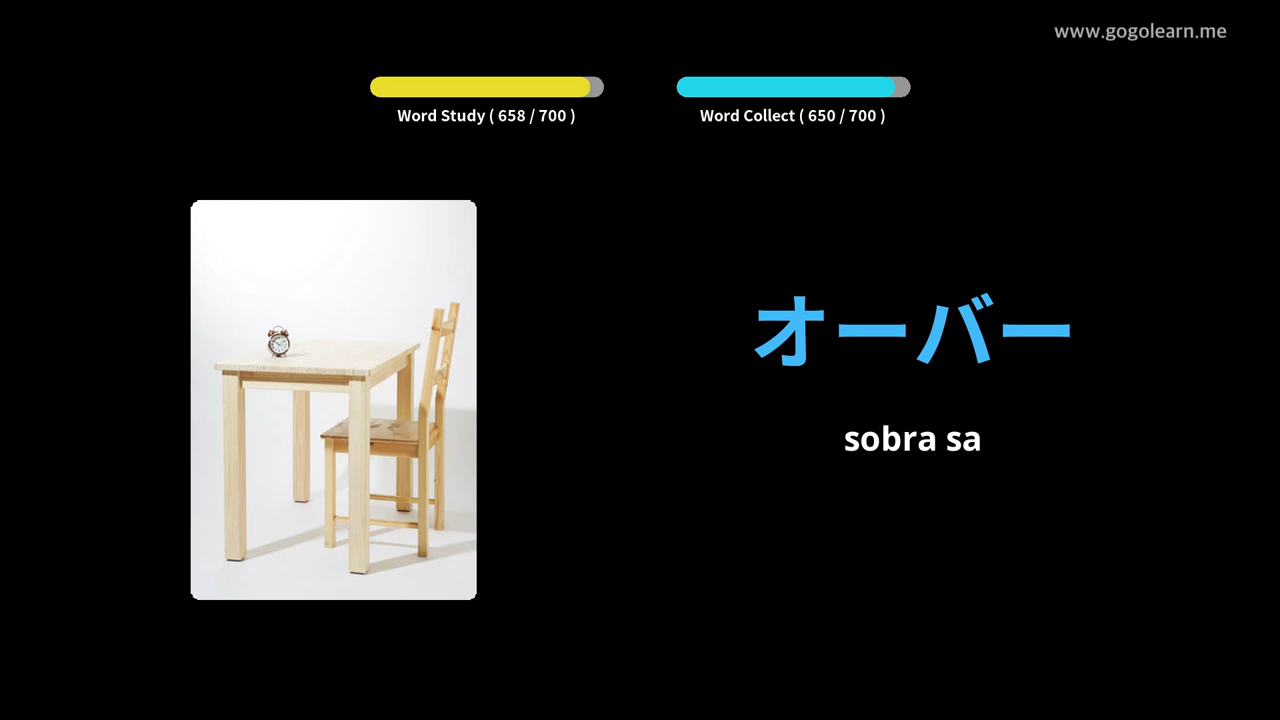 www.gogolearn.me
Word Study ( 658 / 700 )
Word Collect ( 650 / 700 )
オーバー
sobra sa